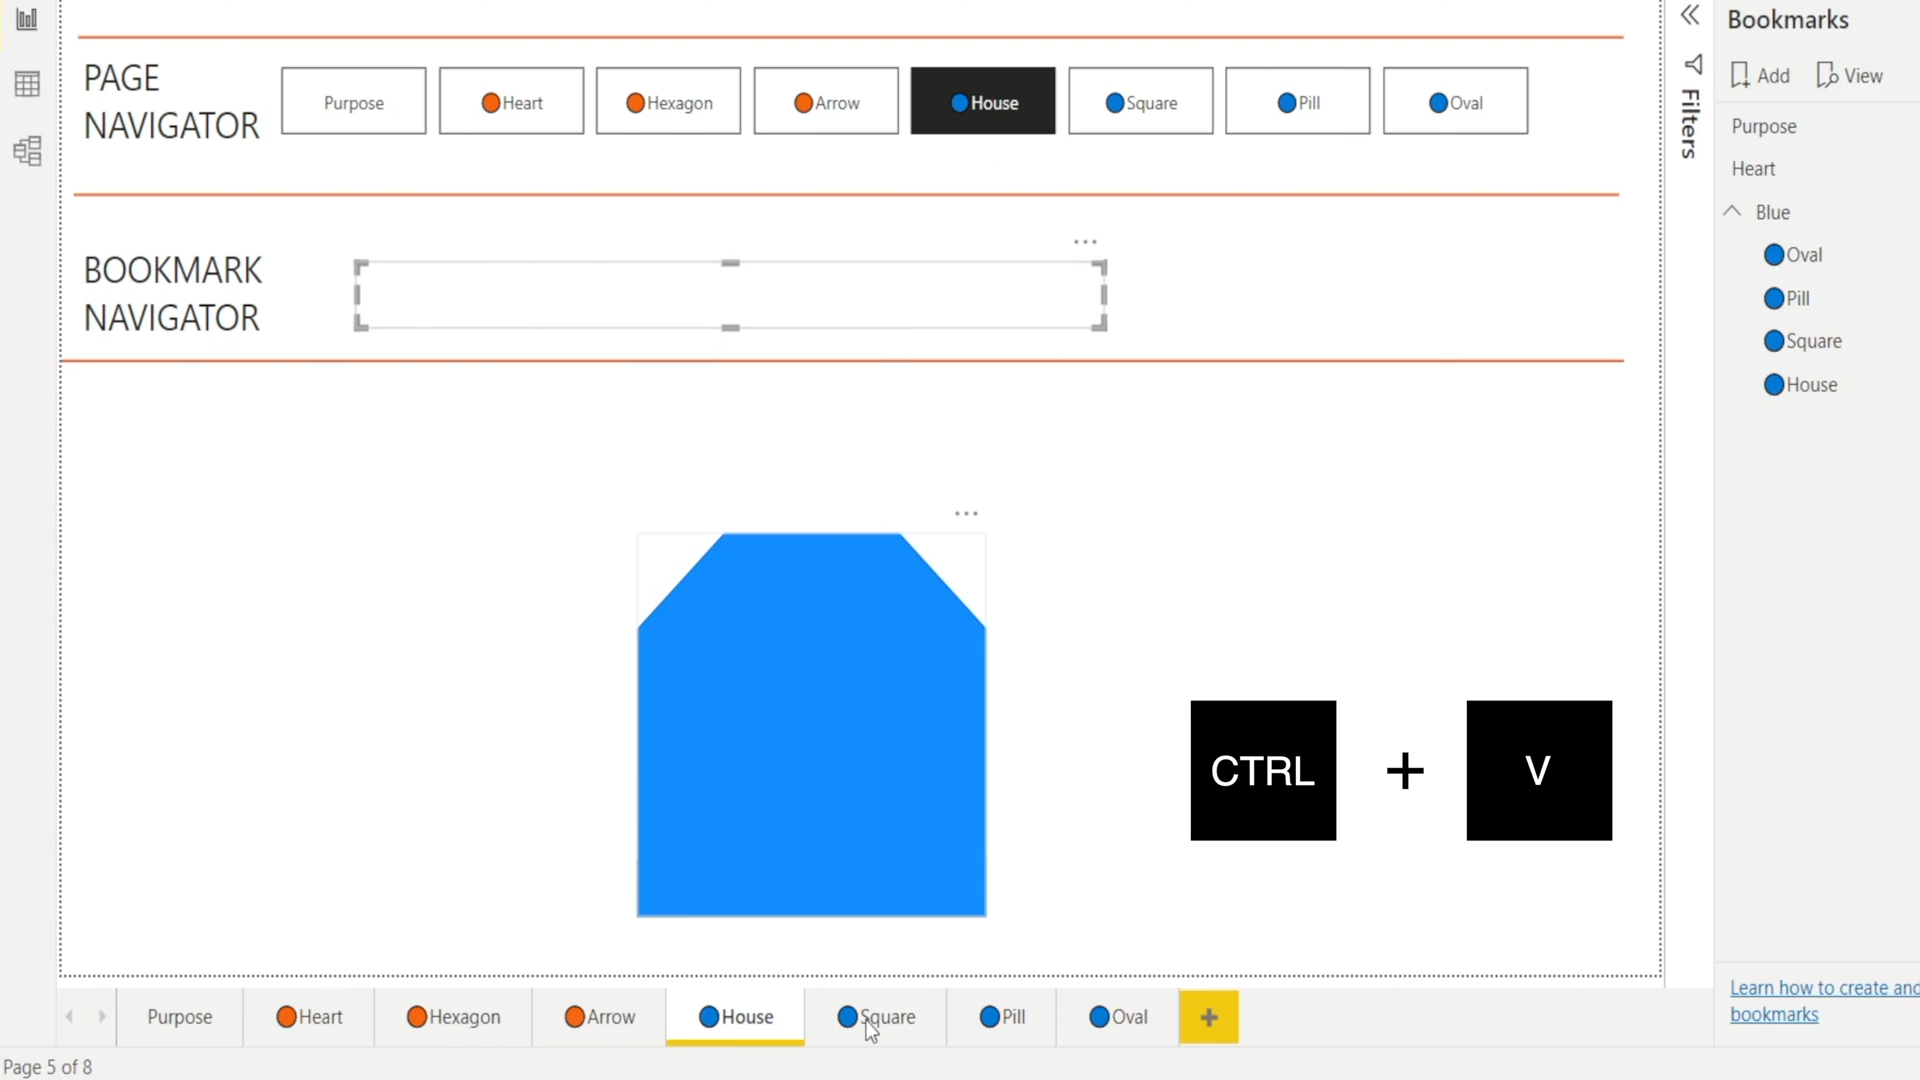 Bookmarks
Add
View
Filters
PAGE
NAVIGATOR
Purpose
Heart
Hexagon
Arrow
House
Square
Pill
Oval
BOOKMARK
NAVIGATOR
Purpose
Heart
Blue
Oval
Pill
Square
House
CTRL + V
Learn how to create and
bookmarks
Purpose
Heart
Hexagon
Arrow
House
Square
Pill
Oval
+
Page 5 of 8